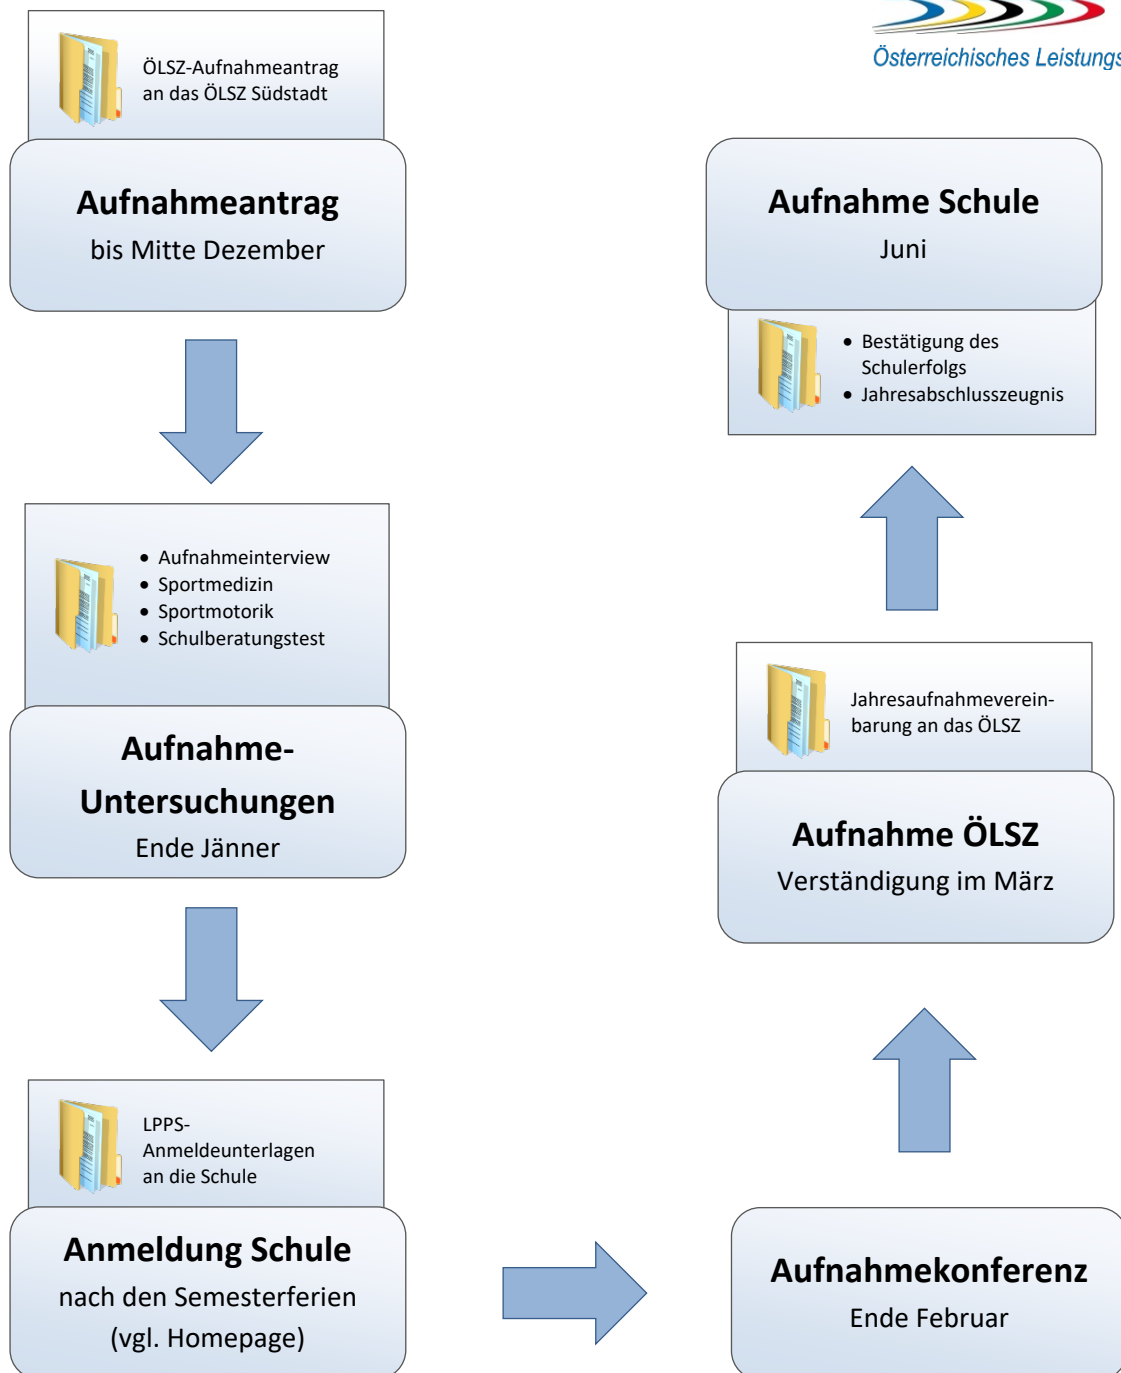 Österreichisches Leistungs
ÖLSZ-Aufnahmeantrag
an das ÖLSZ Südstadt
Aufnahmeantrag
bis Mitte Dezember
• Aufnahmeinterview
• Sportmedizin
• Sportmotorik
• Schulberatungstest
Aufnahme-
Untersuchungen
Ende Jänner
LPPS-
Anmeldeunterlagen
an die Schule
Anmeldung Schule
nach den Semesterferien
(vgl. Homepage)
Aufnahmekonferenz
Ende Februar
Jahresaufnahmeverein-
barung an das ÖLSZ
Aufnahme ÖLSZ
Verständigung im März
Aufnahme Schule
Juni
• Bestätigung des
Schulerfolgs
• Jahresabschlusszeugnis